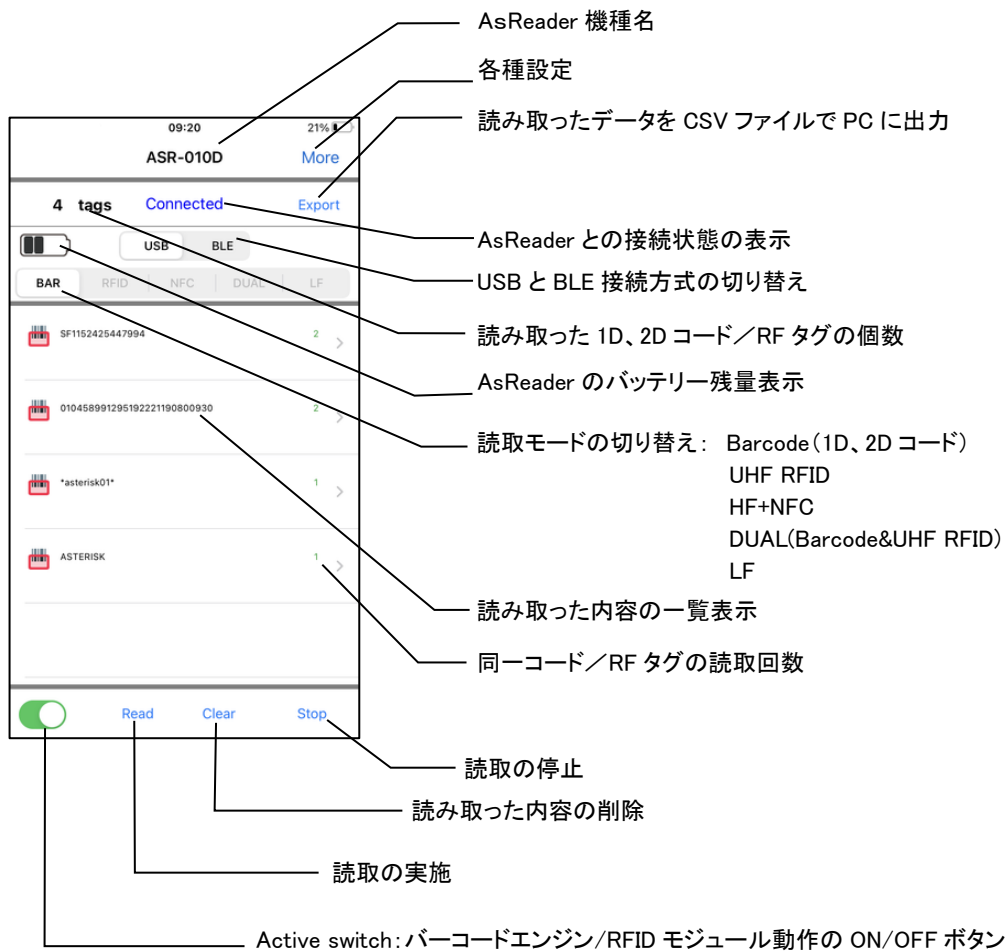 AsReader 機種名
各種設定
読み取ったデータを CSV ファイルで PC に出力
09:20 21%
ASR-010D More
4 tags Connected Export
AsReader との接続状態の表示
USB BLE
USB と BLE 接続方式の切り替え
BAR RFID NFC DUAL LF
SF1152425447994 2
読み取った 1D、2D コード／RF タグの個数
AsReader のバッテリー残量表示
010458991295192221190800930 2
読取モードの切り替え： Barcode（1D、2D コード）
UHF RFID
HF+NFC
DUAL(Barcode&UHF RFID)
LF
*asterisk01* 1
ASTERISK 1
読み取った内容の一覧表示
同一コード／RF タグの読取回数
Read Clear Stop
読取の停止
読み取った内容の削除
読取の実施
Active switch：バーコードエンジン/RFID モジュール動作の ON/OFF ボタン